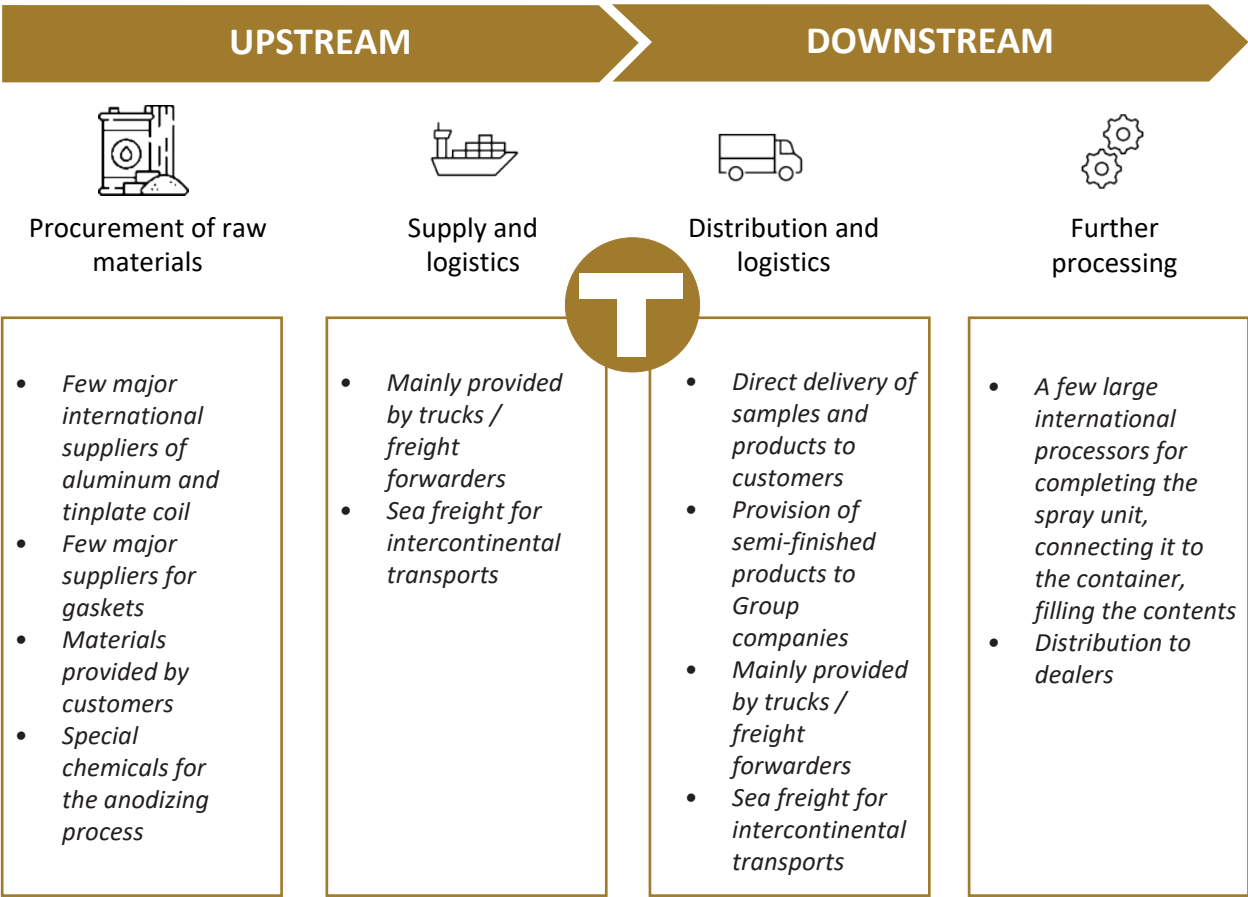 UPSTREAM
DOWNSTREAM
Procurement of raw
materials
Supply and
logistics
Distribution and
logistics
Further
processing
T
• Few major
international
suppliers of
aluminum and
tinplate coil
• Few major
suppliers for
gaskets
• Materials
provided by
customers
• Special
chemicals for
the anodizing
process
• Mainly provided
by trucks /
freight
forwarders
• Sea freight for
intercontinental
transports
• Direct delivery of
samples and
products to
customers
• Provision of
semi-finished
products to
Group
companies
• Mainly provided
by trucks /
freight
forwarders
• Sea freight for
intercontinental
transports
• A few large
international
processors for
completing the
spray unit,
connecting it to
the container,
filling the contents
• Distribution to
dealers